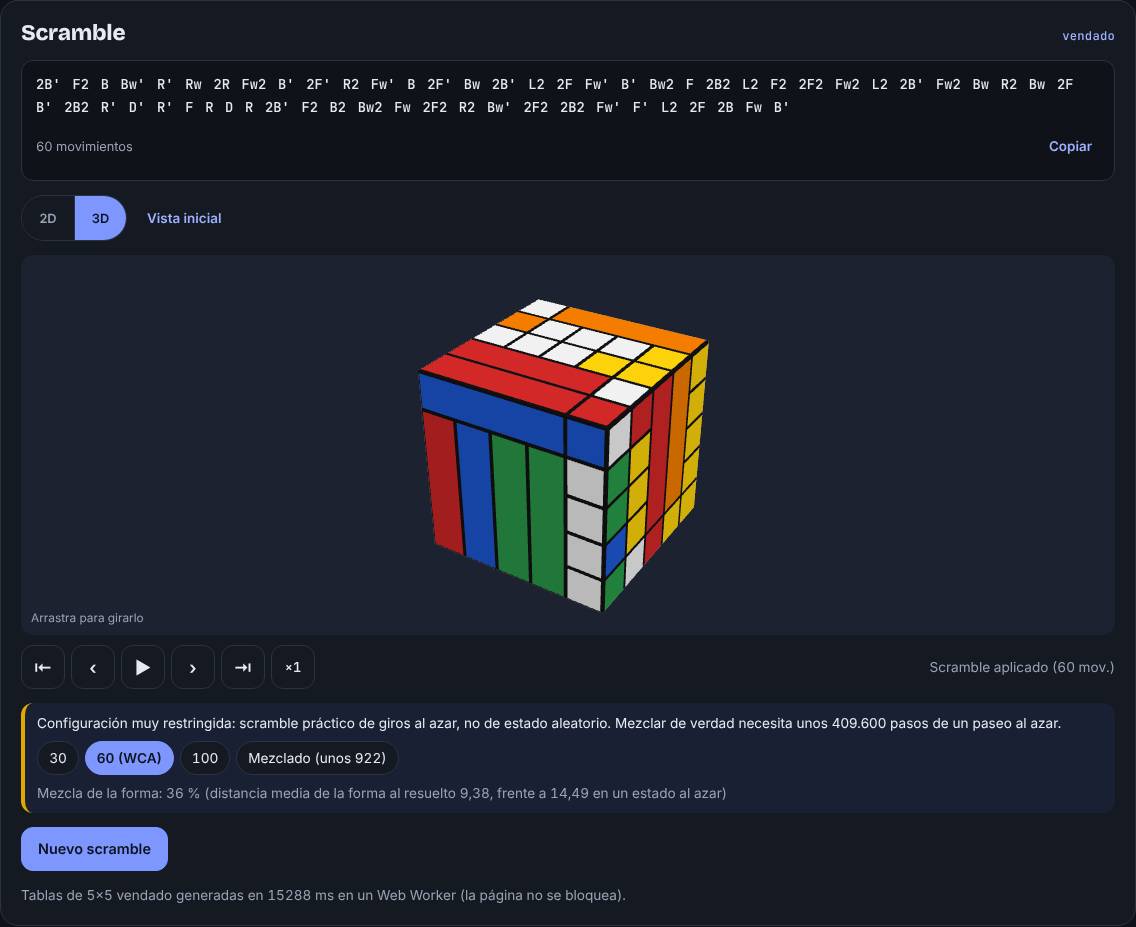 Scramble
vendado
2B' F2 B Bw' R' Rw 2R Fw2 B' 2F' R2 Fw' B 2F' Bw 2B' L2 2F Fw' B' Bw2 F 2B2 L2 F2 2F2 Fw2 L2 2B' Fw2 Bw R2 Bw 2F
B' 2B2 R' D' R' F R D R 2B' F2 B2 Bw2 Fw 2F2 R2 Bw' 2F2 2B2 Fw' F' L2 2F 2B Fw B'
60 movimientos
Copiar
2D 3D Vista inicial
Arrastra para girarlo
×1
Scramble aplicado (60 mov.)
Configuración muy restringida: scramble práctico de giros al azar, no de estado aleatorio. Mezclar de verdad necesita unos 409.600 pasos de un paseo al azar.
30 60 (WCA) 100 Mezclado (unos 922)
Mezcla de la forma: 36 % (distancia media de la forma al resuelto 9,38, frente a 14,49 en un estado al azar)
Nuevo scramble
Tablas de 5×5 vendado generadas en 15288 ms en un Web Worker (la página no se bloquea).